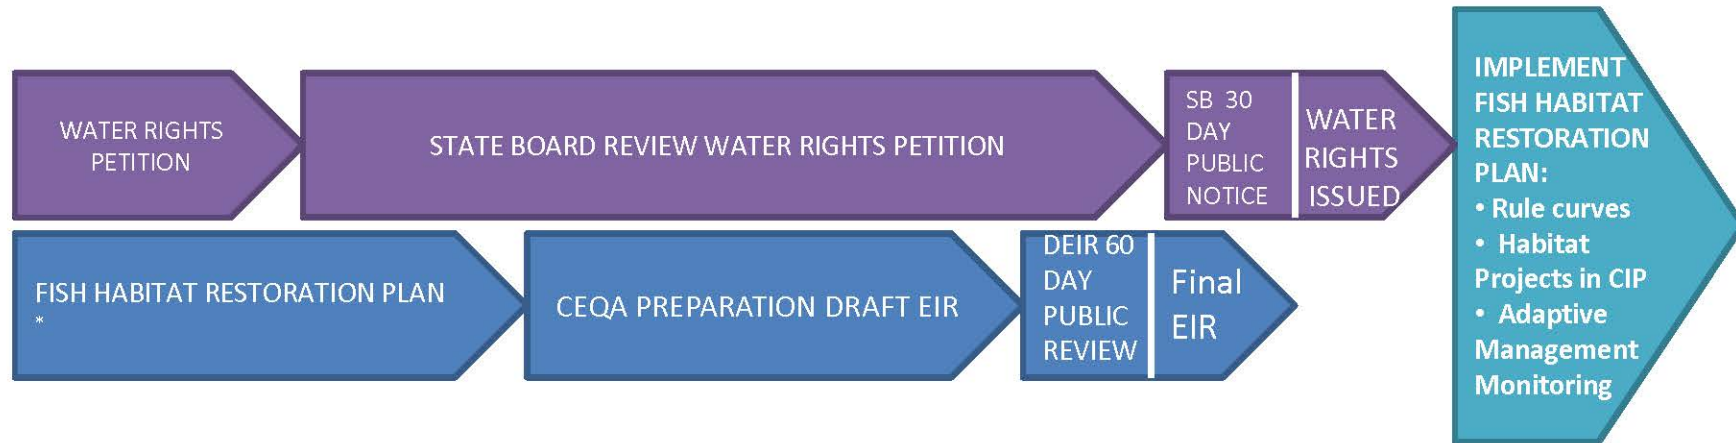 WATER RIGHTS
PETITION
STATE BOARD REVIEW WATER RIGHTS PETITION
SB 30
DAY
PUBLIC
NOTICE
WATER
RIGHTS
ISSUED
FISH HABITAT RESTORATION PLAN
*
CEQA PREPARATION DRAFT EIR
DEIR 60
DAY
PUBLIC
REVIEW
Final
EIR
IMPLEMENT
FISH HABITAT
RESTORATION
PLAN:
• Rule curves
• Habitat
Projects in CIP
• Adaptive
Management
Monitoring